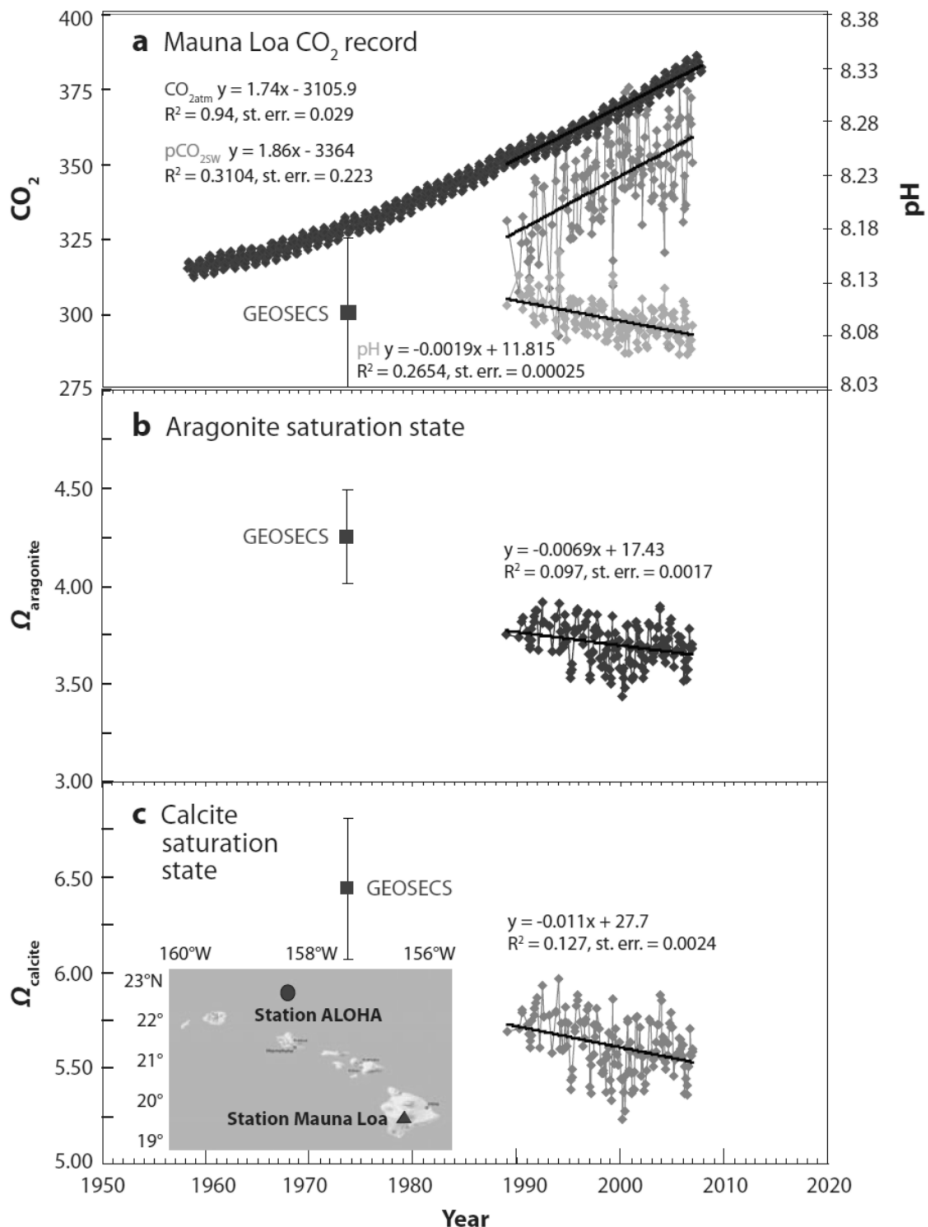 400
375
350
325
300
275
CO₂
8.38
8.33
8.28
8.23
8.18
8.13
8.08
8.03
pH
a Mauna Loa CO₂ record
CO₂atm y = 1.74x - 3105.9
R² = 0.94, st. err. = 0.029
pCO₂SW y = 1.86x - 3364
R² = 0.3104, st. err. = 0.223
GEOSECS
pH y = -0.0019x + 11.815
R² = 0.2654, st. err. = 0.00025
b Aragonite saturation state
4.50
4.00
3.50
3.00
Ωaragonite
GEOSECS
y = -0.0069x + 17.43
R² = 0.097, st. err. = 0.0017
c Calcite
saturation
state
6.50
6.00
5.50
5.00
Ωcalcite
GEOSECS
y = -0.011x + 27.7
R² = 0.127, st. err. = 0.0024
160°W 158°W 156°W
23°N
22°
21°
20°
19°
Station ALOHA
Station Mauna Loa
1950 1960 1970 1980 1990 2000 2010 2020
Year